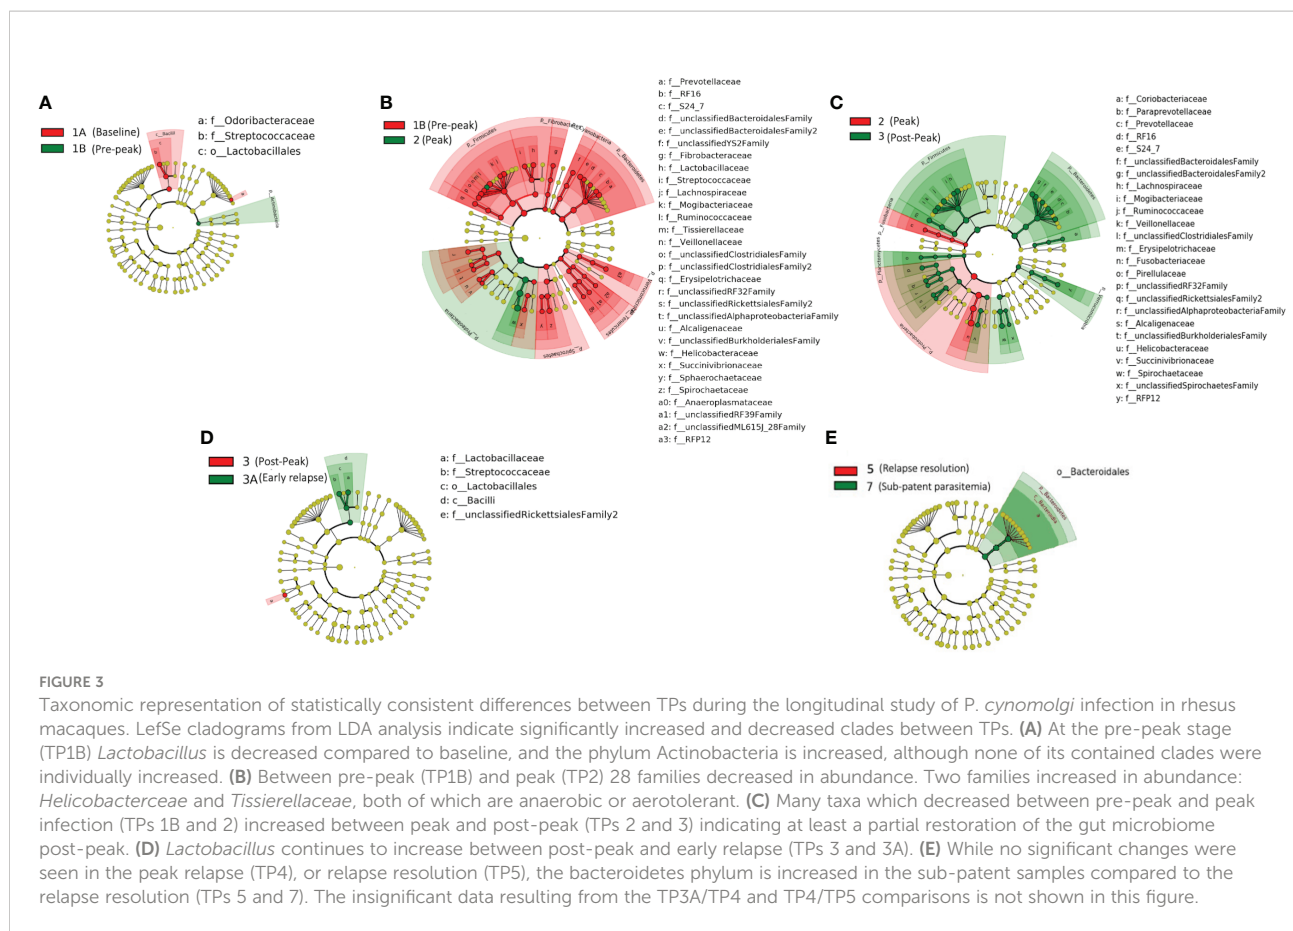 A
1A (Baseline)
1B (Pre-peak)
a: f__Odoribacteraceae
b: f__Streptococcaceae
c: o__Lactobacillales
B
1B (Pre-peak)
2 (Peak)
a: f__Prevotellaceae
b: f__RF16
c: f__S24_7
d: f__unclassifiedBacteroidalesFamily
e: f__unclassifiedBacteroidalesFamily2
f: f__unclassifiedYS2Family
g: f__Fibrobacteraceae
h: f__Lactobacillaceae
i: f__Streptococcaceae
j: f__Lachnospiraceae
k: f__Mogibacteriaceae
l: f__Ruminococcaceae
m: f__Tissierellaceae
n: f__Veillonellaceae
o: f__unclassifiedClostridialesFamily
p: f__unclassifiedClostridialesFamily2
q: f__Erysipelotrichaceae
r: f__unclassifiedRF32Family
s: f__unclassifiedRickettsialesFamily2
t: f__unclassifiedAlphaproteobacteriaFamily
u: f__Alcaligenaceae
v: f__unclassifiedBurkholderialesFamily
w: f__Helicobacteraceae
x: f__Succinivibrionaceae
y: f__Sphaerochaetaceae
z: f__Spirochaetaceae
a0: f__Anaeroplasmataceae
a1: f__unclassifiedRF39Family
a2: f__unclassifiedML615J_28Family
a3: f__RFP12
C
2 (Peak)
3 (Post-Peak)
a: f__Coriobacteriaceae
b: f__Paraprevotellaceae
c: f__Prevotellaceae
d: f__RF16
e: f__S24_7
f: f__unclassifiedBacteroidalesFamily
g: f__unclassifiedBacteroidalesFamily2
h: f__Lachnospiraceae
i: f__Mogibacteriaceae
j: f__Ruminococcaceae
k: f__Veillonellaceae
l: f__unclassifiedClostridialesFamily
m: f__Erysipelotrichaceae
n: f__Fusobacteriaceae
o: f__Pirellulaceae
p: f__unclassifiedRF32Family
q: f__unclassifiedRickettsialesFamily2
r: f__unclassifiedAlphaproteobacteriaFamily
s: f__Alcaligenaceae
t: f__unclassifiedBurkholderialesFamily
u: f__Helicobacteraceae
v: f__Succinivibrionaceae
w: f__Spirochaetaceae
x: f__unclassifiedSpirochaetesFamily
y: f__RFP12
D
3 (Post-Peak)
3A (Early relapse)
a: f__Lactobacillaceae
b: f__Streptococcaceae
c: o__Lactobacillales
d: c__Bacilli
e: f__unclassifiedRickettsialesFamily2
E
5 (Relapse resolution)
7 (Sub-patent parasitemia)
o__Bacteroidales
FIGURE 3
Taxonomic representation of statistically consistent differences between TPs during the longitudinal study of P. cynomolgi infection in rhesus
macaques. LefSe cladograms from LDA analysis indicate significantly increased and decreased clades between TPs. (A) At the pre-peak stage
(TP1B) Lactobacillus is decreased compared to baseline, and the phylum Actinobacteria is increased, although none of its contained clades were
individually increased. (B) Between pre-peak (TP1B) and peak (TP2) 28 families decreased in abundance. Two families increased in abundance:
Helicobacterceae and Tissierellaceae, both of which are anaerobic or aerotolerant. (C) Many taxa which decreased between pre-peak and peak
infection (TPs 1B and 2) increased between peak and post-peak (TPs 2 and 3) indicating at least a partial restoration of the gut microbiome
post-peak. (D) Lactobacillus continues to increase between post-peak and early relapse (TPs 3 and 3A). (E) While no significant changes were
seen in the peak relapse (TP4), or relapse resolution (TP5), the bacteroidetes phylum is increased in the sub-patent samples compared to the
relapse resolution (TPs 5 and 7). The insignificant data resulting from the TP3A/TP4 and TP4/TP5 comparisons is not shown in this figure.